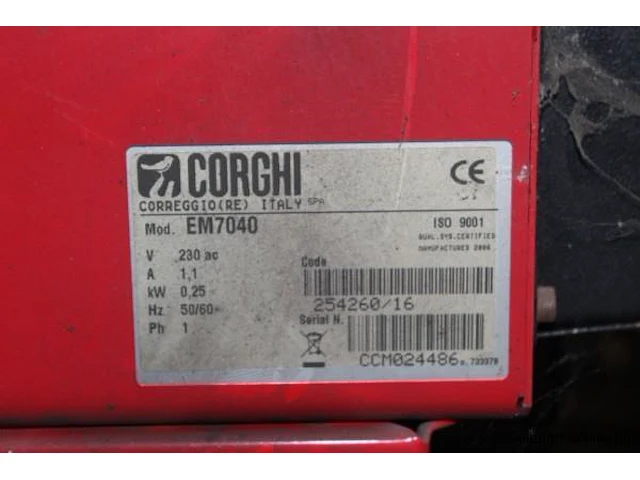 CORGHI
CORREGGIO(RE) ITALY SPA
CE
Mod. EM7040
ISO 9001
QUAL.SYS.CERTIFIED
MANUFACTURED 2006
V 230 ac
A 1,1
kW 0,25
Hz 50/60
Ph 1
Code
254260/16
Serial N.
CCM024486